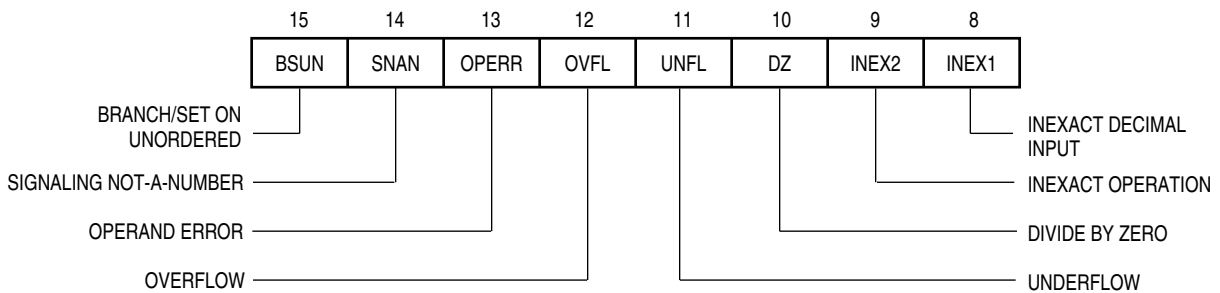 15 14 13 12 11 10 9 8
BSUN SNAN OPERR OVFL UNFL DZ INEX2 INEX1
BRANCH/SET ON
UNORDERED
INEXACT DECIMAL
INPUT
SIGNALING NOT-A-NUMBER
INEXACT OPERATION
OPERAND ERROR
DIVIDE BY ZERO
OVERFLOW
UNDERFLOW